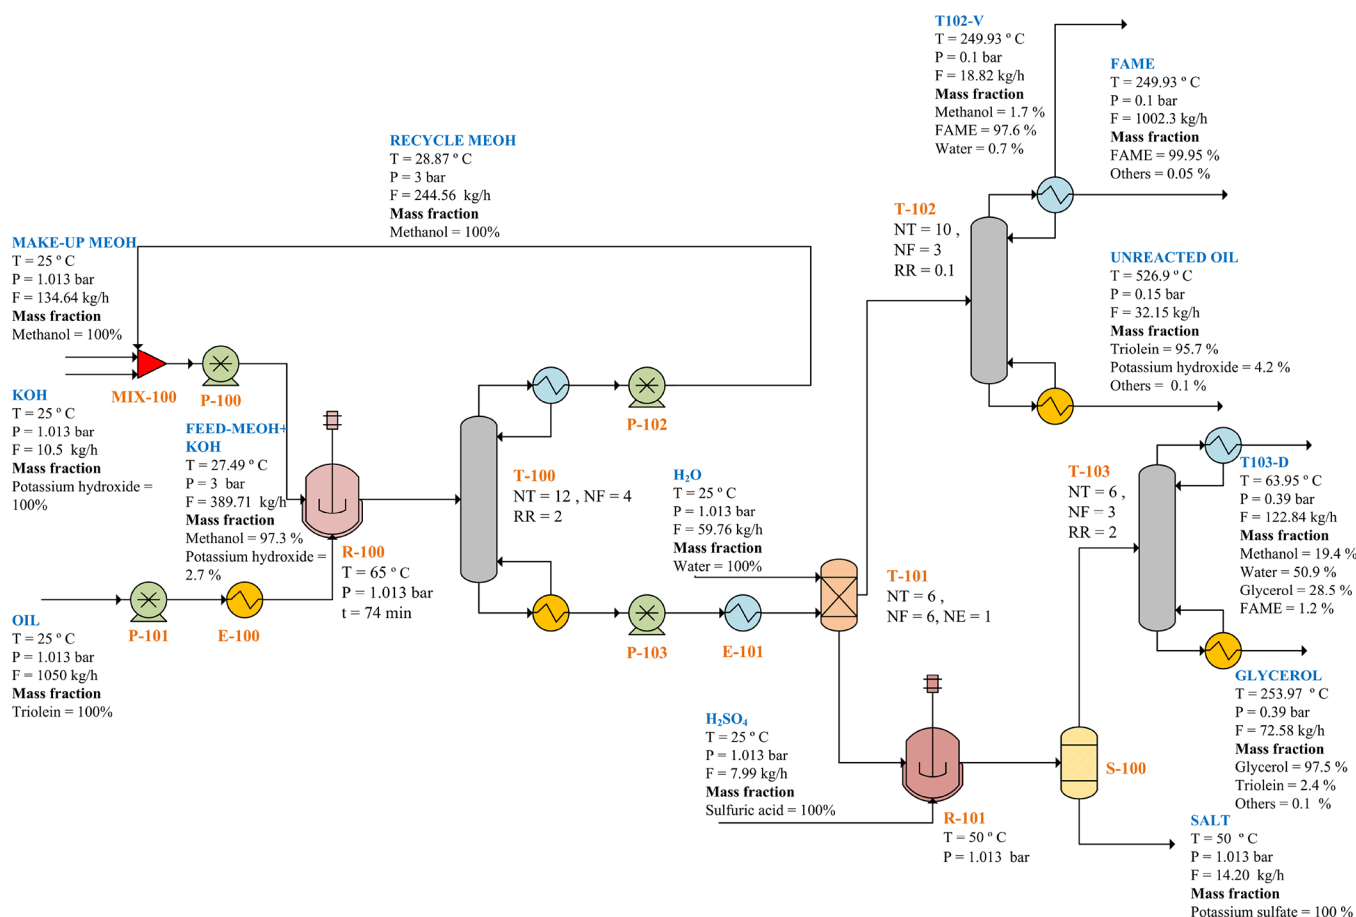 T102-V
T = 249.93 º C
P = 0.1 bar
F = 18.82 kg/h
Mass fraction
Methanol = 1.7 %
FAME = 97.6 %
Water = 0.7 %
FAME
T = 249.93 º C
P = 0.1 bar
F = 1002.3 kg/h
Mass fraction
FAME = 99.95 %
Others = 0.05 %
RECYCLE MEOH
T = 28.87 º C
P = 3 bar
F = 244.56 kg/h
Mass fraction
Methanol = 100%
T-102
NT = 10 ,
NF = 3
RR = 0.1
MAKE-UP MEOH
T = 25 º C
P = 1.013 bar
F = 134.64 kg/h
Mass fraction
Methanol = 100%
UNREACTED OIL
T = 526.9 º C
P = 0.15 bar
F = 32.15 kg/h
Mass fraction
Triolein = 95.7 %
Potassium hydroxide = 4.2 %
Others = 0.1 %
MIX-100
P-100
KOH
T = 25 º C
P = 1.013 bar
F = 10.5 kg/h
Mass fraction
Potassium hydroxide =
100%
FEED-MEOH+
KOH
T = 27.49 º C
P = 3 bar
F = 389.71 kg/h
Mass fraction
Methanol = 97.3 %
Potassium hydroxide =
2.7 %
P-102
T-100
NT = 12 , NF = 4
RR = 2
H₂O
T = 25 º C
P = 1.013 bar
F = 59.76 kg/h
Mass fraction
Water = 100%
T-103
NT = 6 ,
NF = 3
RR = 2
T103-D
T = 63.95 º C
P = 0.39 bar
F = 122.84 kg/h
Mass fraction
Methanol = 19.4 %
Water = 50.9 %
Glycerol = 28.5 %
FAME = 1.2 %
R-100
T = 65 º C
P = 1.013 bar
t = 74 min
T-101
NT = 6 ,
NF = 6, NE = 1
OIL
T = 25 º C
P = 1.013 bar
F = 1050 kg/h
Mass fraction
Triolein = 100%
P-101
E-100
P-103
E-101
GLYCEROL
T = 253.97 º C
P = 0.39 bar
F = 72.58 kg/h
Mass fraction
Glycerol = 97.5 %
Triolein = 2.4 %
Others = 0.1 %
H₂SO₄
T = 25 º C
P = 1.013 bar
F = 7.99 kg/h
Mass fraction
Sulfuric acid = 100%
S-100
R-101
T = 50 º C
P = 1.013 bar
SALT
T = 50 º C
P = 1.013 bar
F = 14.20 kg/h
Mass fraction
Potassium sulfate = 100 %